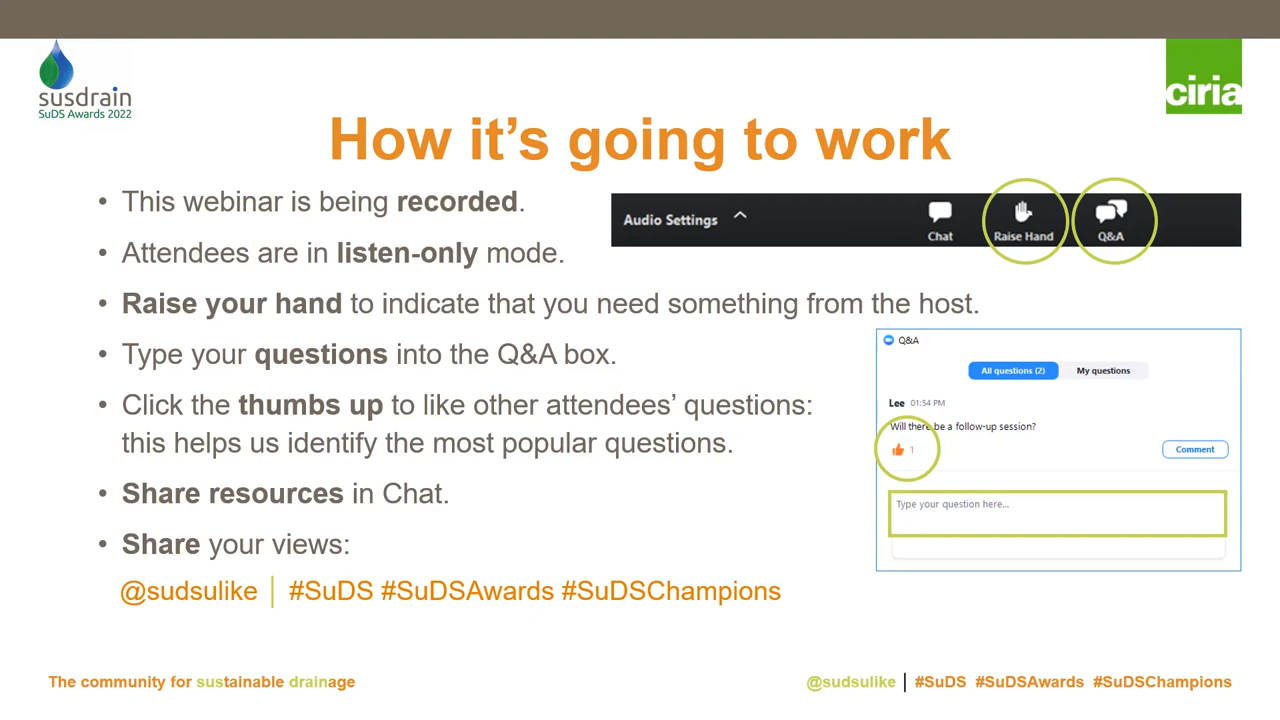 susdrain
SuDS Awards 2022
ciria
How it’s going to work
• This webinar is being recorded.
• Attendees are in listen-only mode.
• Raise your hand to indicate that you need something from the host.
• Type your questions into the Q&A box.
• Click the thumbs up to like other attendees’ questions:
this helps us identify the most popular questions.
• Share resources in Chat.
• Share your views:
@sudsulike | #SuDS #SuDSAwards #SuDSChampions
Audio Settings
Chat
Raise Hand
Q&A
Q&A
All questions (2)
My questions
Lee 01:54 PM
Will there be a follow-up session?
1
Comment
Type your question here...
The community for sustainable drainage
@sudsulike | #SuDS #SuDSAwards #SuDSChampions